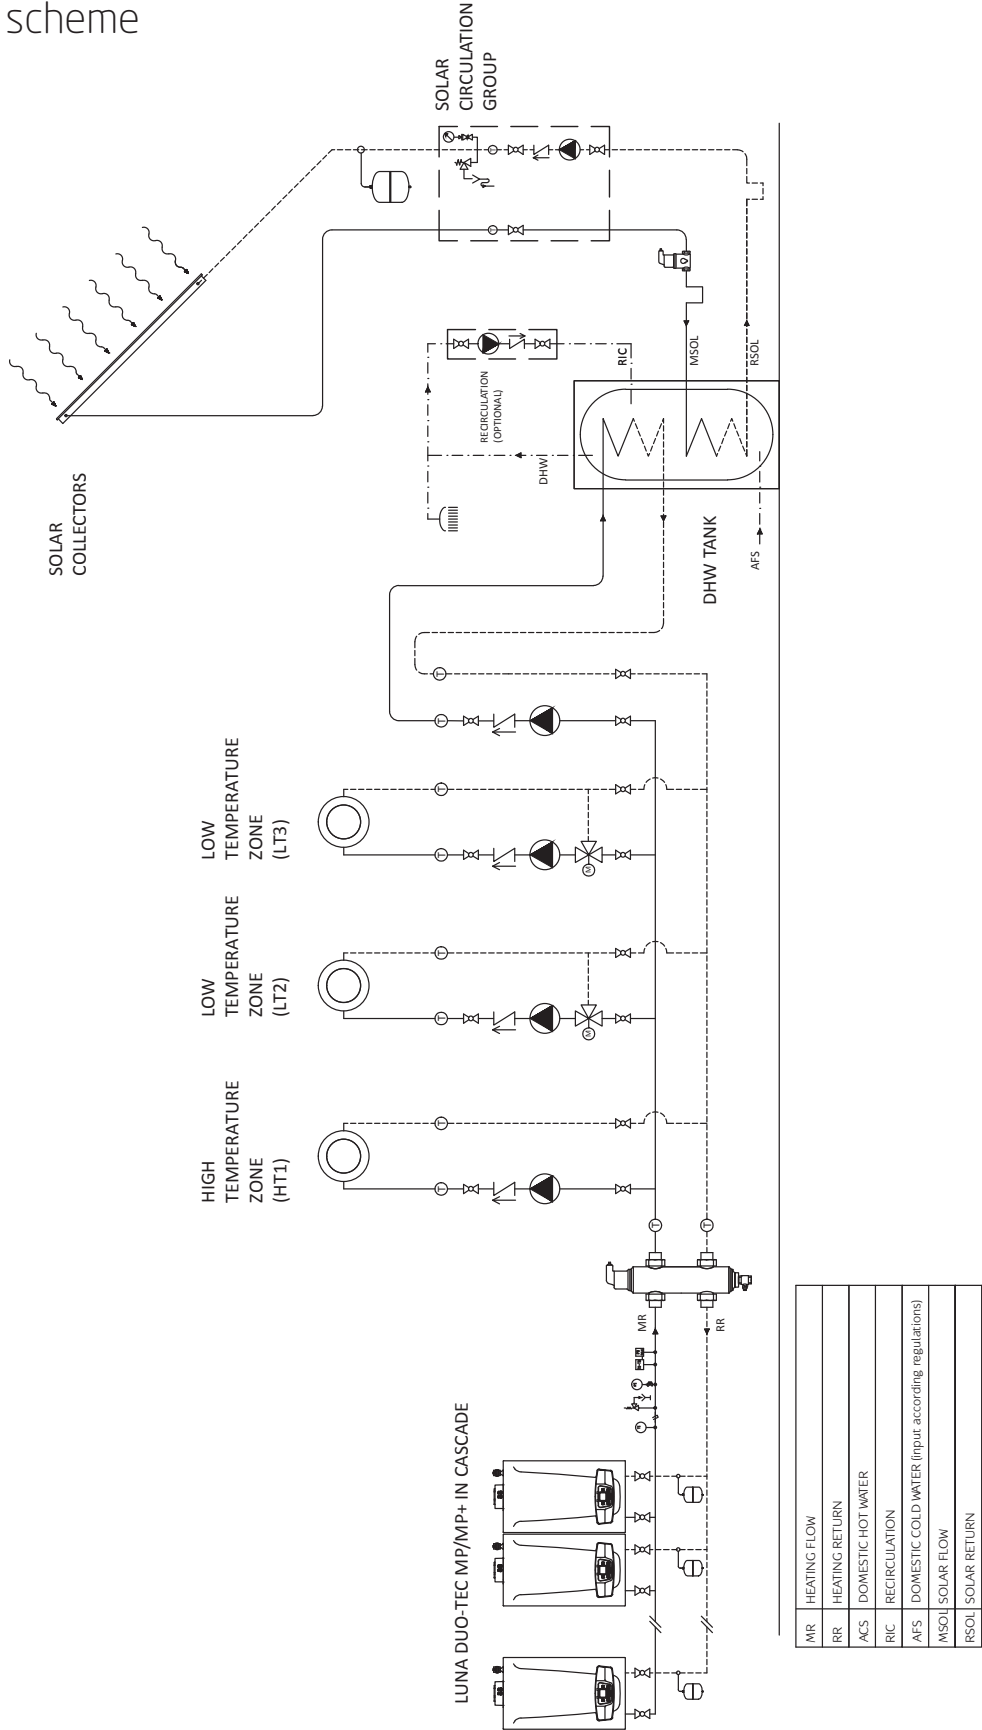 scheme
SOLAR
COLLECTORS
SOLAR
CIRCULATION
GROUP
RECIRCULATION
(OPTIONAL)
DHW
RIC
MSOL
RSOL
AFS
DHW TANK
LOW
TEMPERATURE
ZONE
(LT3)
LOW
TEMPERATURE
ZONE
(LT2)
HIGH
TEMPERATURE
ZONE
(HT1)
T
T
T
T
T
T
T
T
T
T
T
T
M
M
MR
RR
LUNA DUO-TEC MP/MP+ IN CASCADE
MR HEATING FLOW
RR HEATING RETURN
ACS DOMESTIC HOT WATER
RIC RECIRCULATION
AFS DOMESTIC COLD WATER (input according regulations)
MSOL SOLAR FLOW
RSOL SOLAR RETURN